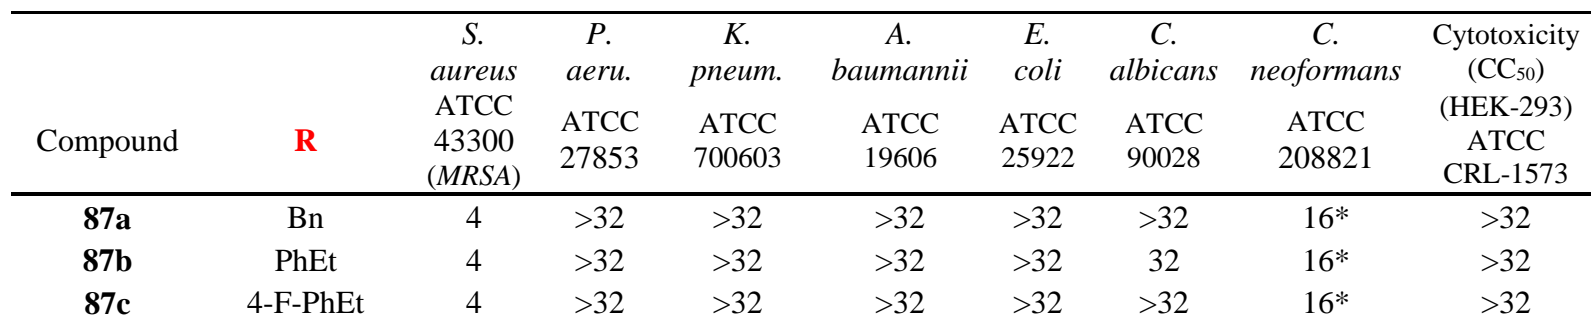 S. P. K. A. E. C. C. Cytotoxicity
aureus aeru. pneum. baumannii coli albicans neoformans (CC50)
Compound R ATCC 43300 (MRSA) ATCC 27853 ATCC 700603 ATCC 19606 ATCC 25922 ATCC 90028 ATCC 208821 (HEK-293) ATCC CRL-1573
87a Bn 4 >32 >32 >32 >32 >32 16* >32
87b PhEt 4 >32 >32 >32 >32 32 16* >32
87c 4-F-PhEt 4 >32 >32 >32 >32 >32 16* >32